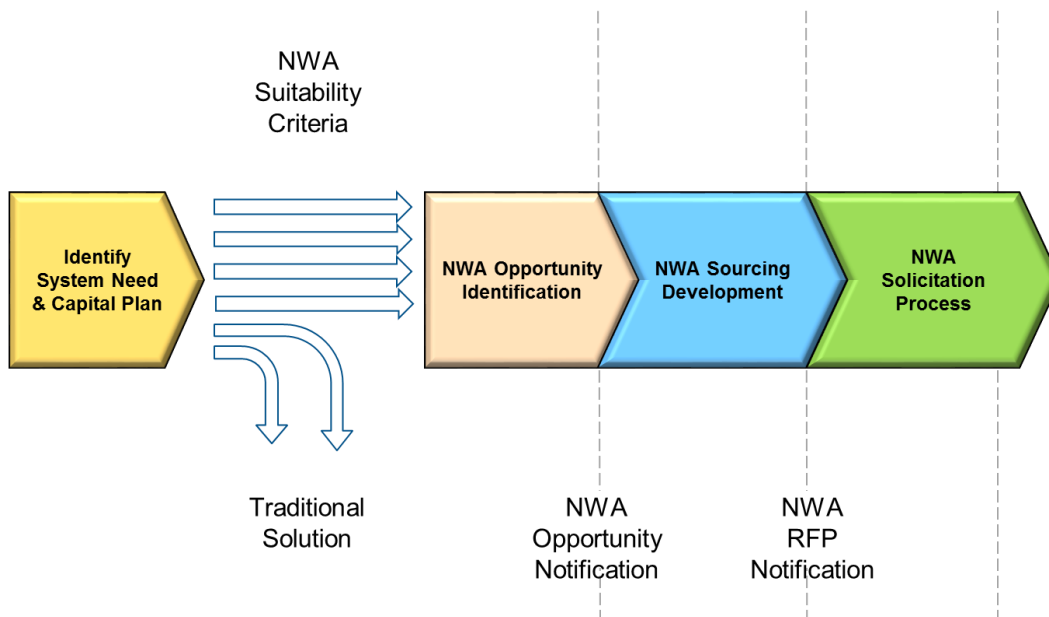 NWA
Suitability
Criteria
Identify
System Need
& Capital Plan
NWA Opportunity
Identification
NWA Sourcing
Development
NWA
Solicitation
Process
Traditional
Solution
NWA
Opportunity
Notification
NWA
RFP
Notification